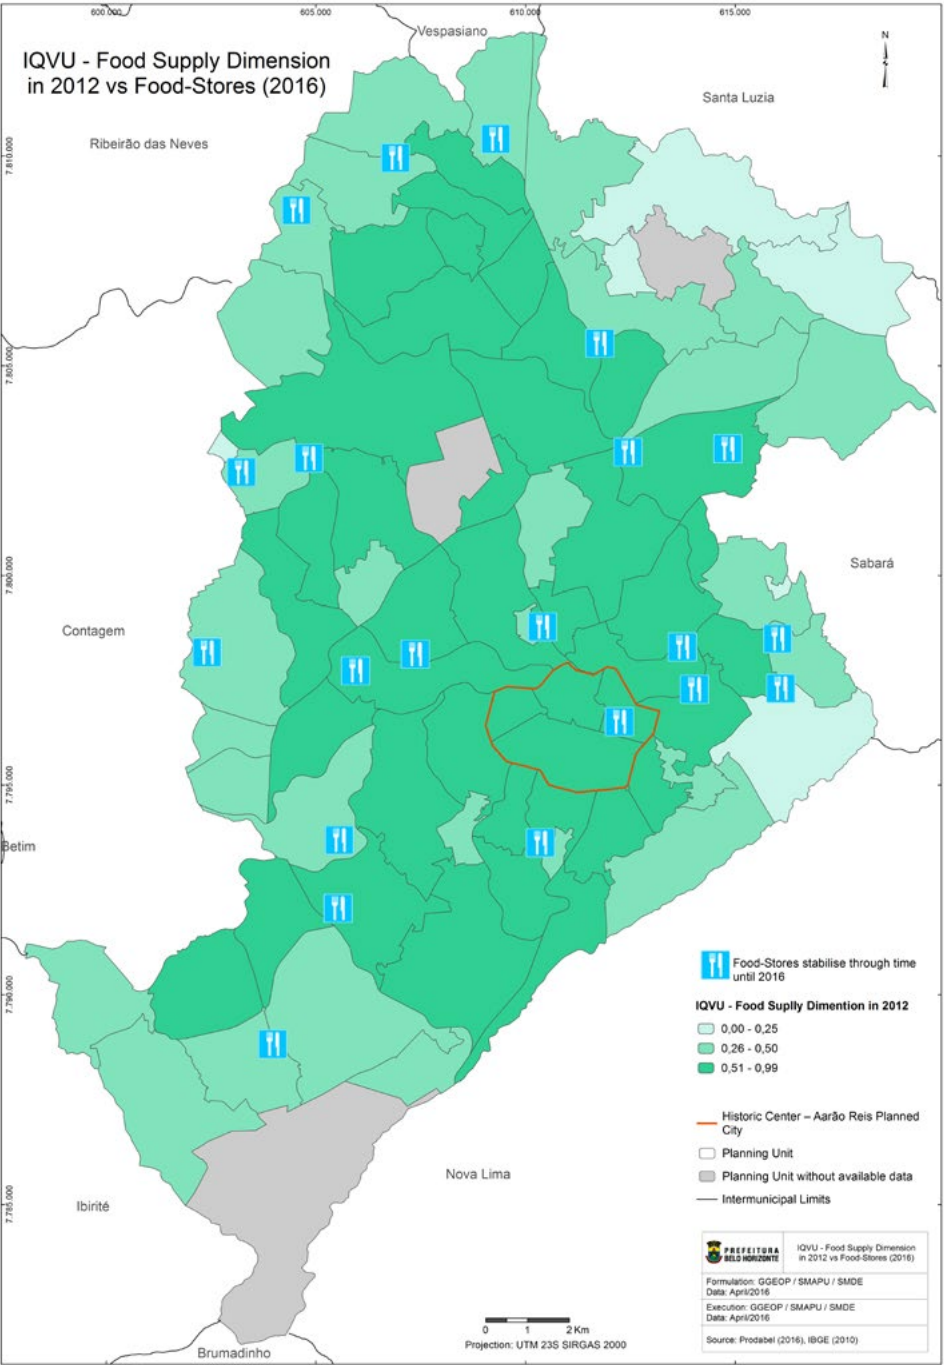 600.000 605.000 610.000 615.000
Vespasiano
IQVU - Food Supply Dimension
in 2012 vs Food-Stores (2016)
N
Santa Luzia
Ribeirão das Neves
7.810.000
7.805.000
Sabará
7.800.000
Contagem
7.795.000
Betim
7.790.000
Food-Stores stabilise through time
until 2016
IQVU - Food Suplly Dimention in 2012
0,00 - 0,25
0,26 - 0,50
0,51 - 0,99
Historic Center – Aarão Reis Planned
City
Planning Unit
Planning Unit without available data
Intermunicipal Limits
Nova Lima
Ibirité
7.785.000
PREFEITURA
BELO HORIZONTE
IQVU - Food Supply Dimension
in 2012 vs Food-Stores (2016)
Formulation: GGEOP / SMAPU / SMDE
Data: April/2016
Execution: GGEOP / SMAPU / SMDE
Data: April/2016
Source: Prodabel (2016), IBGE (2010)
0 1 2 Km
Projection: UTM 23S SIRGAS 2000
Brumadinho